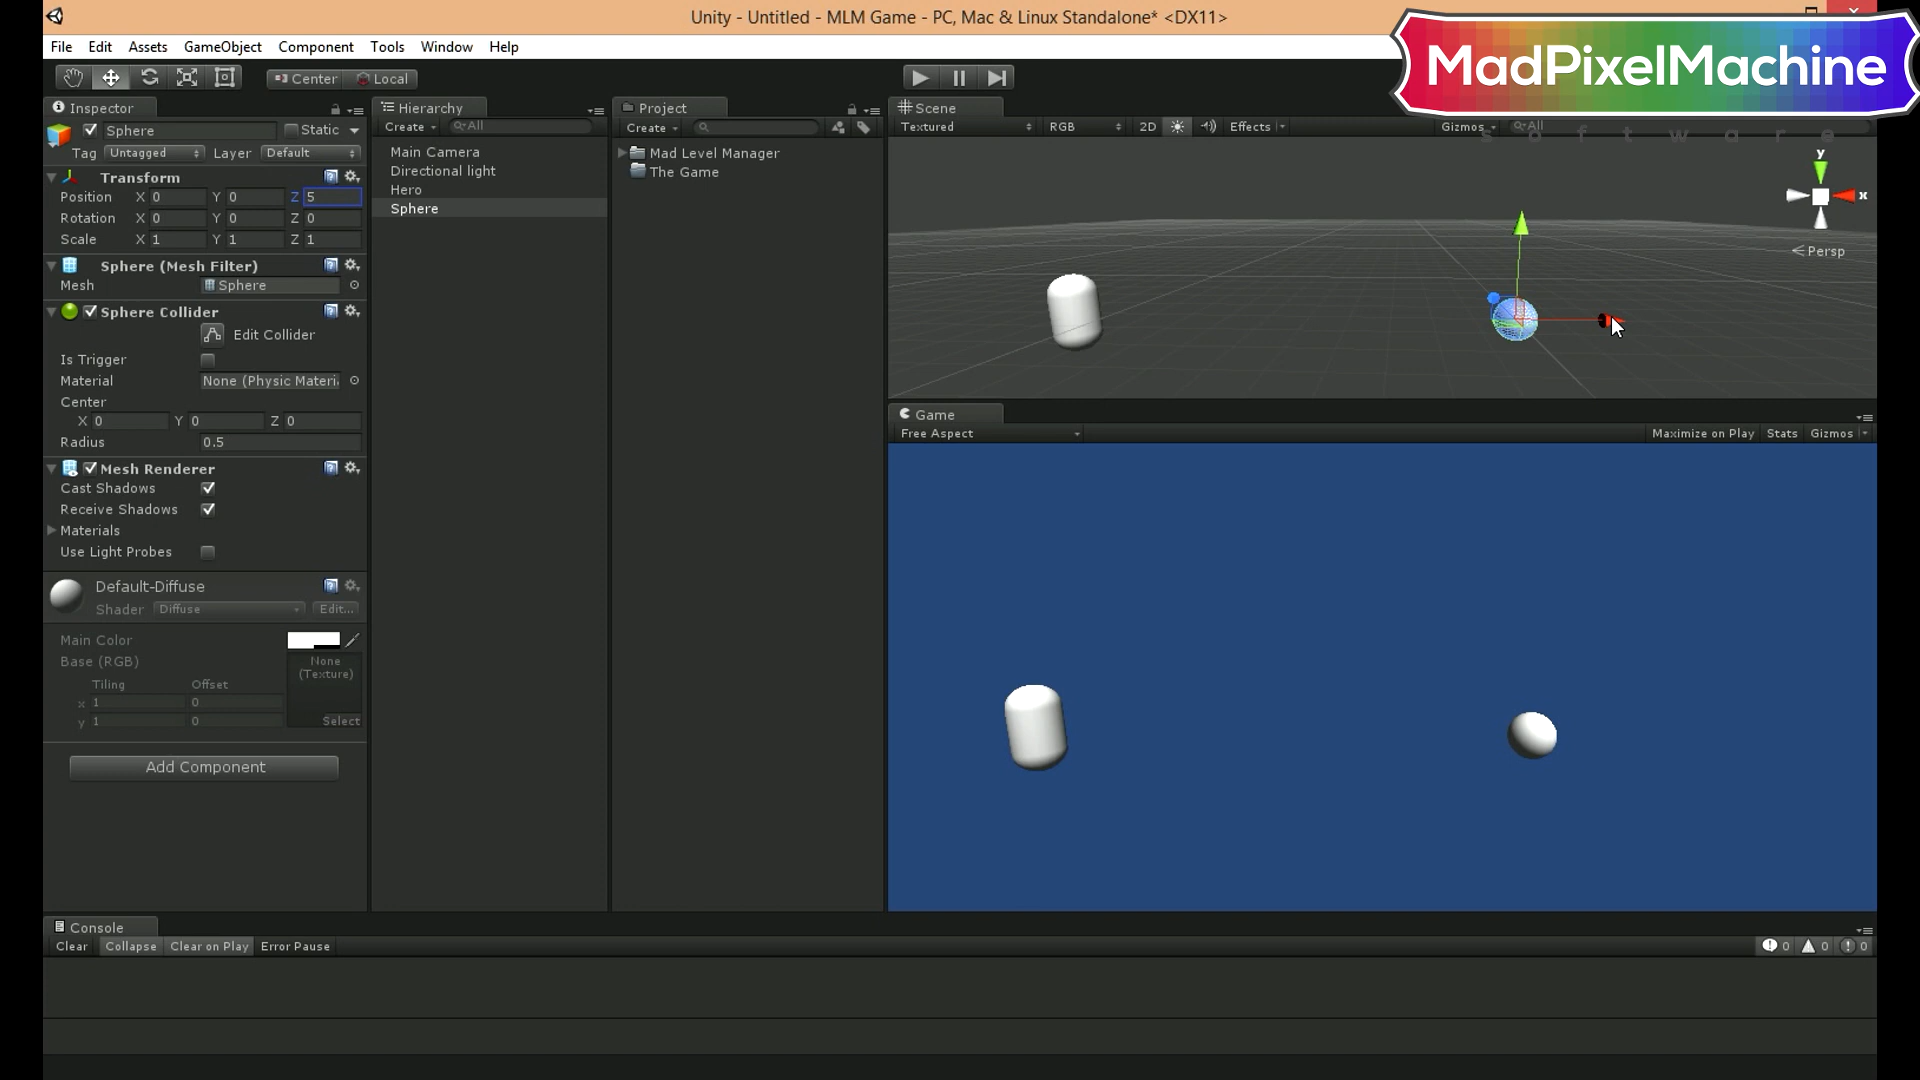 Unity - Untitled - MLM Game - PC, Mac & Linux Standalone* <DX11>
MadPixelMachine
s o f t w a r e
File Edit Assets GameObject Component Tools Window Help
Center Local
Inspector
Sphere Static
Tag Untagged Layer Default
Transform
Position X 0 Y 0 Z 5
Rotation X 0 Y 0 Z 0
Scale X 1 Y 1 Z 1
Sphere (Mesh Filter)
Mesh Sphere
Sphere Collider
Edit Collider
Is Trigger
Material None (Physic Materi
Center
X 0 Y 0 Z 0
Radius 0.5
Mesh Renderer
Cast Shadows
Receive Shadows
Materials
Use Light Probes
Default-Diffuse
Shader Diffuse Edit...
Main Color
Base (RGB)
None
(Texture)
Tiling Offset
x 1 0
y 1 0
Select
Add Component
Hierarchy
Create All
Main Camera
Directional light
Hero
Sphere
Project
Create
Mad Level Manager
The Game
Scene
Textured RGB 2D Effects Gizmos All
y
x
Persp
Game
Free Aspect Maximize on Play Stats Gizmos
Console
Clear Collapse Clear on Play Error Pause 0 0 0